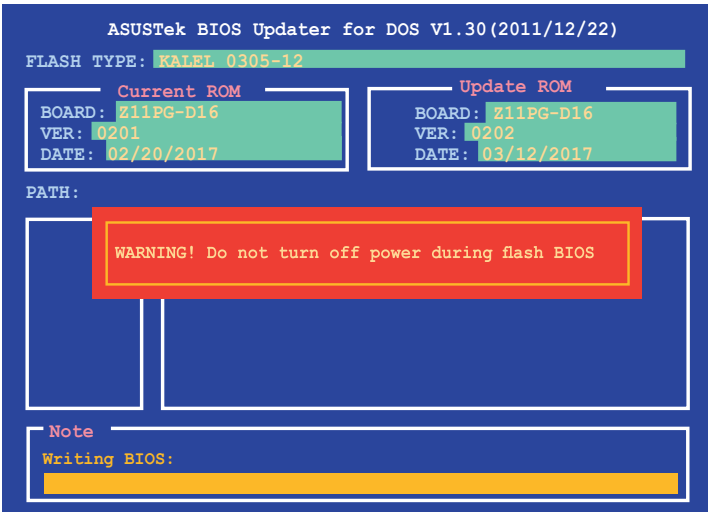 ASUSTek BIOS Updater for DOS V1.30(2011/12/22)
FLASH TYPE: KALEL 0305-12
Current ROM
BOARD: Z11PG-D16
VER: 0201
DATE: 02/20/2017
Update ROM
BOARD: Z11PG-D16
VER: 0202
DATE: 03/12/2017
PATH:
WARNING! Do not turn off power during flash BIOS
Note
Writing BIOS: